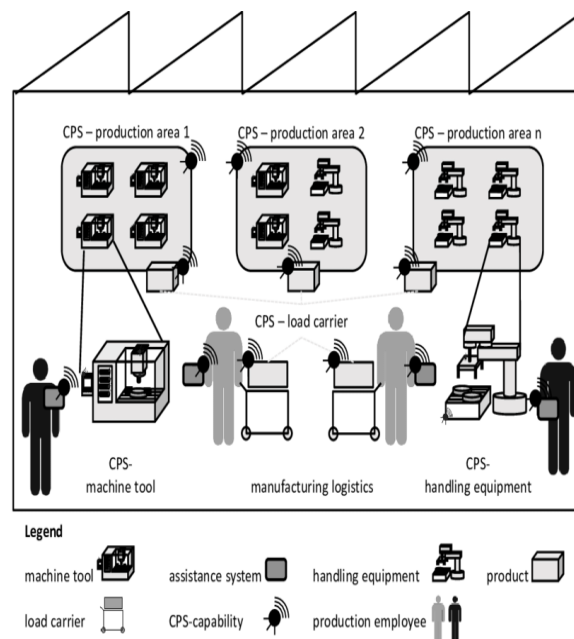 CPS – production area 1
CPS – production area 2
CPS – production area n
CPS – load carrier
CPS-
machine tool
manufacturing logistics
CPS-
handling equipment
Legend
machine tool
assistance system
handling equipment
product
load carrier
CPS-capability
production employee